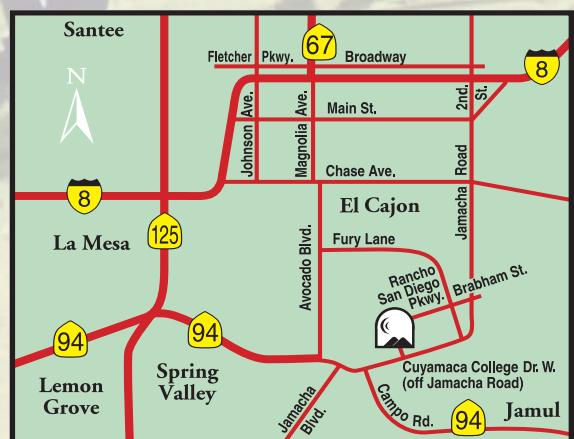 Santee
67
Fletcher Pkwy. Broadway
8
N
Johnson Ave.
Magnolia Ave.
2nd. St.
Main St.
Chase Ave.
8
El Cajon
Jamacha Road
125
La Mesa
Avocado Blvd.
Fury Lane
Rancho
San Diego
Pkwy.
Brabham St.
94
94
Cuyamaca College Dr. W.
(off Jamacha Road)
Spring
Valley
Lemon
Grove
Jamacha
Blvd.
Campo Rd.
94
Jamul